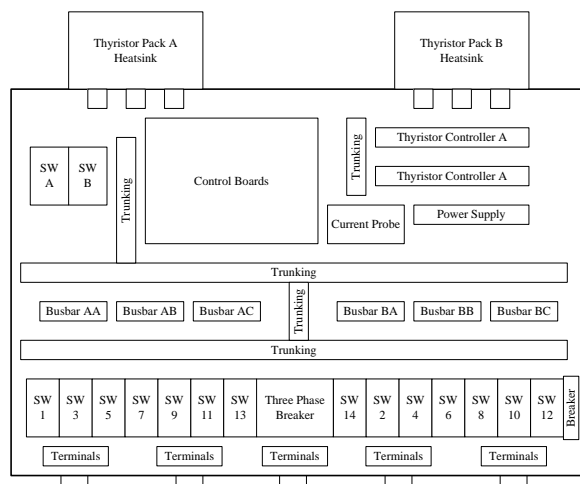 Thyristor Pack A
Heatsink
Thyristor Pack B
Heatsink
SW
A
SW
B
Trunking
Control Boards
Trunking
Thyristor Controller A
Thyristor Controller A
Current Probe
Power Supply
Trunking
Busbar AA
Busbar AB
Busbar AC
Trunking
Busbar BA
Busbar BB
Busbar BC
Trunking
SW
1
SW
3
SW
5
SW
7
SW
9
SW
11
SW
13
Three Phase
Breaker
SW
14
SW
2
SW
4
SW
6
SW
8
SW
10
SW
12
Breaker
Terminals
Terminals
Terminals
Terminals
Terminals